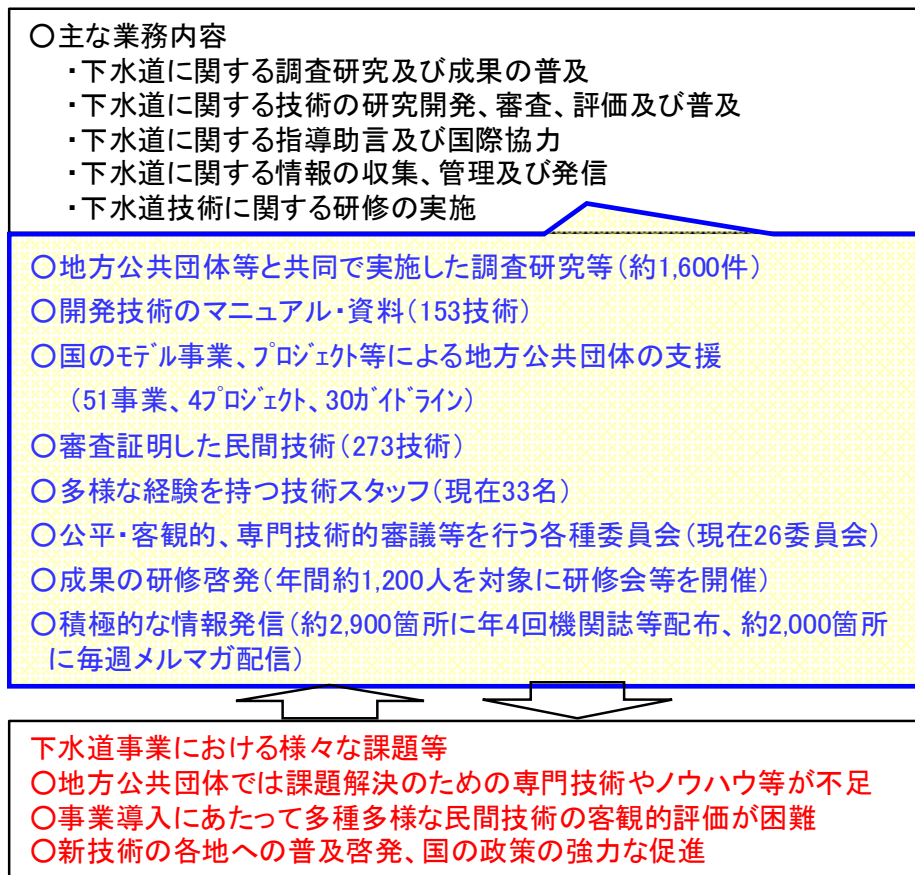 ○主な業務内容
・下水道に関する調査研究及び成果の普及
・下水道に関する技術の研究開発、審査、評価及び普及
・下水道に関する指導助言及び国際協力
・下水道に関する情報の収集、管理及び発信
・下水道技術に関する研修の実施
○地方公共団体等と共同で実施した調査研究等(約1,600件)
○開発技術のマニュアル・資料(153技術)
○国のﾓﾃﾞﾙ事業、ﾌﾟﾛｼﾞｪｸﾄ等による地方公共団体の支援
(51事業、4ﾌﾟﾛｼﾞｪｸﾄ、30ｶﾞｲﾄﾞﾗｲﾝ)
○審査証明した民間技術(273技術)
○多様な経験を持つ技術スタッフ(現在33名)
○公平・客観的、専門技術的審議等を行う各種委員会(現在26委員会)
○成果の研修啓発(年間約1,200人を対象に研修会等を開催)
○積極的な情報発信(約2,900箇所に年4回機関誌等配布、約2,000箇所
に毎週メルマガ配信)
下水道事業における様々な課題等
○地方公共団体では課題解決のための専門技術やノウハウ等が不足
○事業導入にあたって多種多様な民間技術の客観的評価が困難
○新技術の各地への普及啓発、国の政策の強力な促進